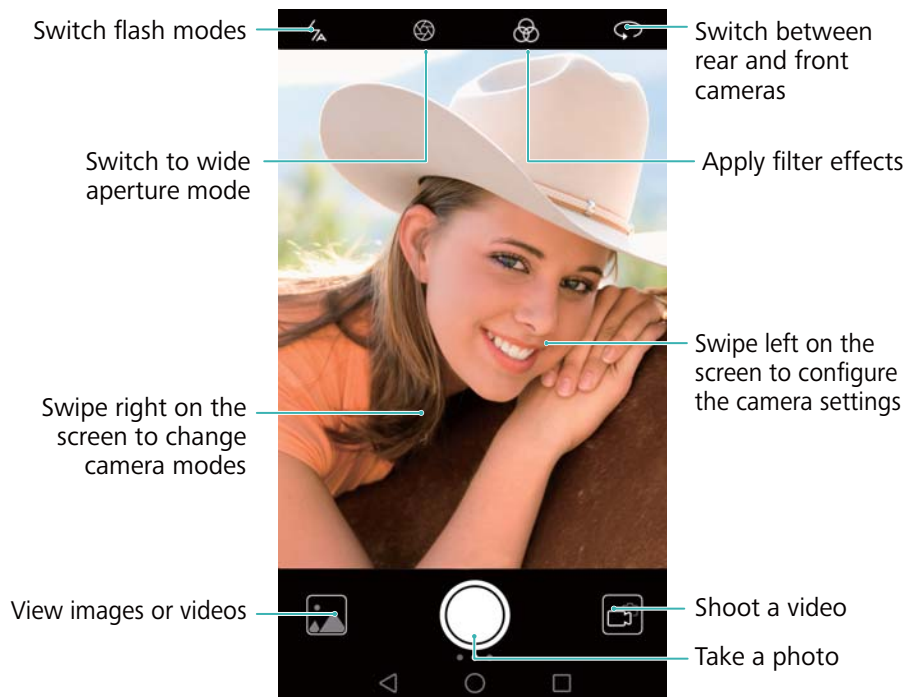 Switch flash modes
Switch between
rear and front
cameras
Switch to wide
aperture mode
Apply filter effects
Swipe left on the
screen to configure
the camera settings
Swipe right on the
screen to change
camera modes
View images or videos
Shoot a video
Take a photo